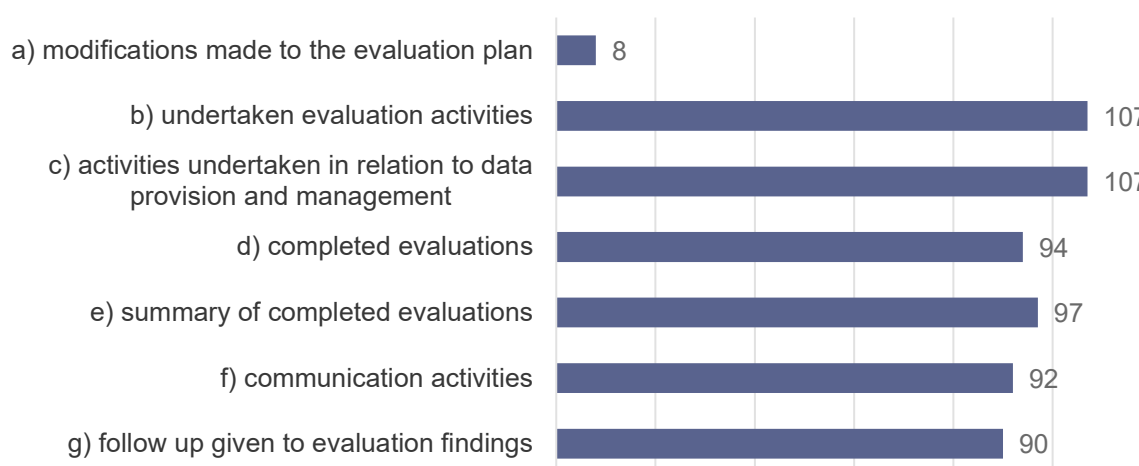 a) modifications made to the evaluation plan 8
b) undertaken evaluation activities 107
c) activities undertaken in relation to data
provision and management 107
d) completed evaluations 94
e) summary of completed evaluations 97
f) communication activities 92
g) follow up given to evaluation findings 90